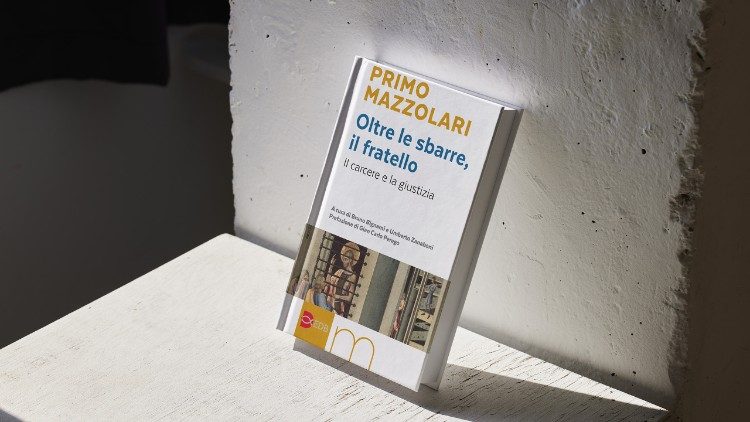 PRIMO
MAZZOLARI
Oltre le sbarre,
il fratello
Il carcere e la giustizia
A cura di Bruno Bignami e Umberto Zanaboni
Prefazione di Gian Carlo Perego
EDB
m